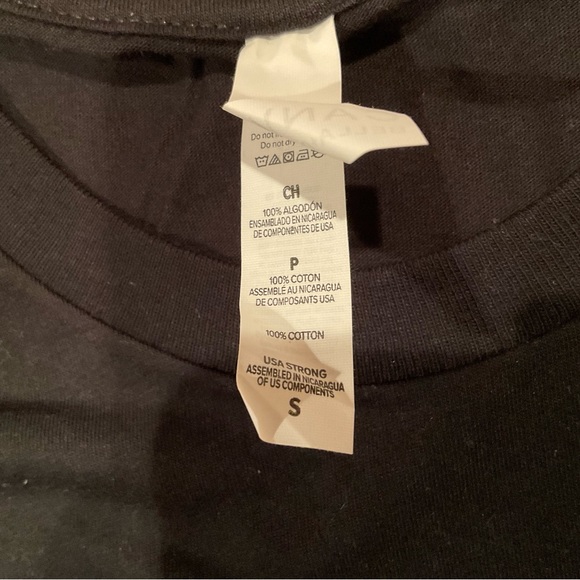 Do not
Do not dry
CH
100% ALGODÓN
ENSAMBLADO EN NICARAGUA
DE COMPONENTES DE USA
P
100% COTON
ASSEMBLÉ AU NICARAGUA
DE COMPOSANTS USA
100% COTTON
USA STRONG
ASSEMBLED IN NICARAGUA
OF US COMPONENTS
S